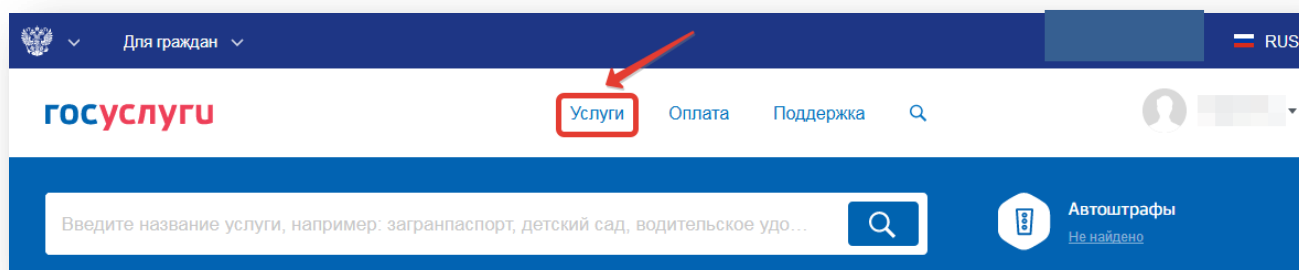 Для граждан
RUS
госуслуги
Услуги
Оплата
Поддержка
Введите название услуги, например: загранпаспорт, детский сад, водительское удо...
Автоштрафы
Не найдено